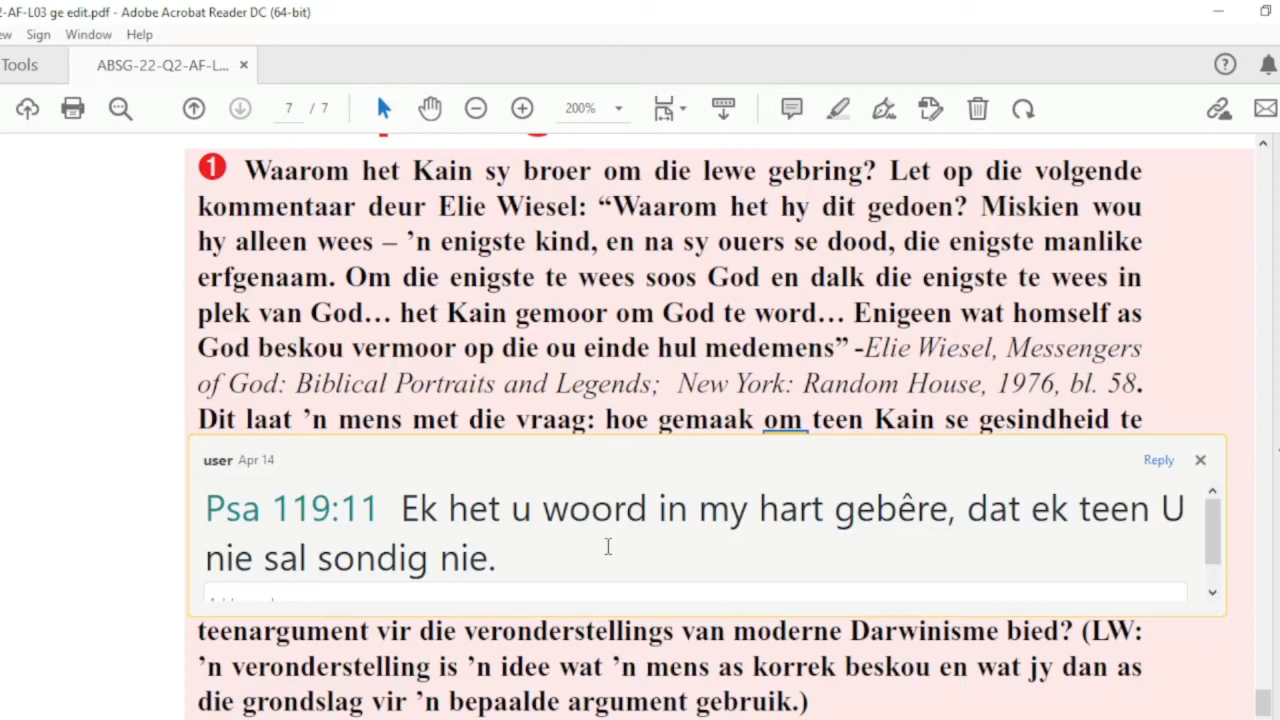 2-AF-L03 ge edit.pdf - Adobe Acrobat Reader DC (64-bit)
Sign Window Help
Tools ABSG-22-Q2-AF-L...
7 / 7 200%
1 Waarom het Kain sy broer om die lewe gebring? Let op die volgende
kommentaar deur Elie Wiesel: “Waarom het hy dit gedoen? Miskien wou
hy alleen wees – ’n enigste kind, en na sy ouers se dood, die enigste manlike
erfgenaam. Om die enigste te wees soos God en dalk die enigste te wees in
plek van God… het Kain gemoor om God te word… Enigeen wat homself as
God beskou vermoor op die ou einde hul medemens” -Elie Wiesel, Messengers
of God: Biblical Portraits and Legends; New York: Random House, 1976, bl. 58.
Dit laat ’n mens met die vraag: hoe gemaak om teen Kain se gesindheid te
user Apr 14 Reply
Psa 119:11 Ek het u woord in my hart gebêre, dat ek teen U
nie sal sondig nie.
teenargument vir die veronderstellings van moderne Darwinisme bied? (LW:
’n veronderstelling is ’n idee wat ’n mens as korrek beskou en wat jy dan as
die grondslag vir ’n bepaalde argument gebruik.)